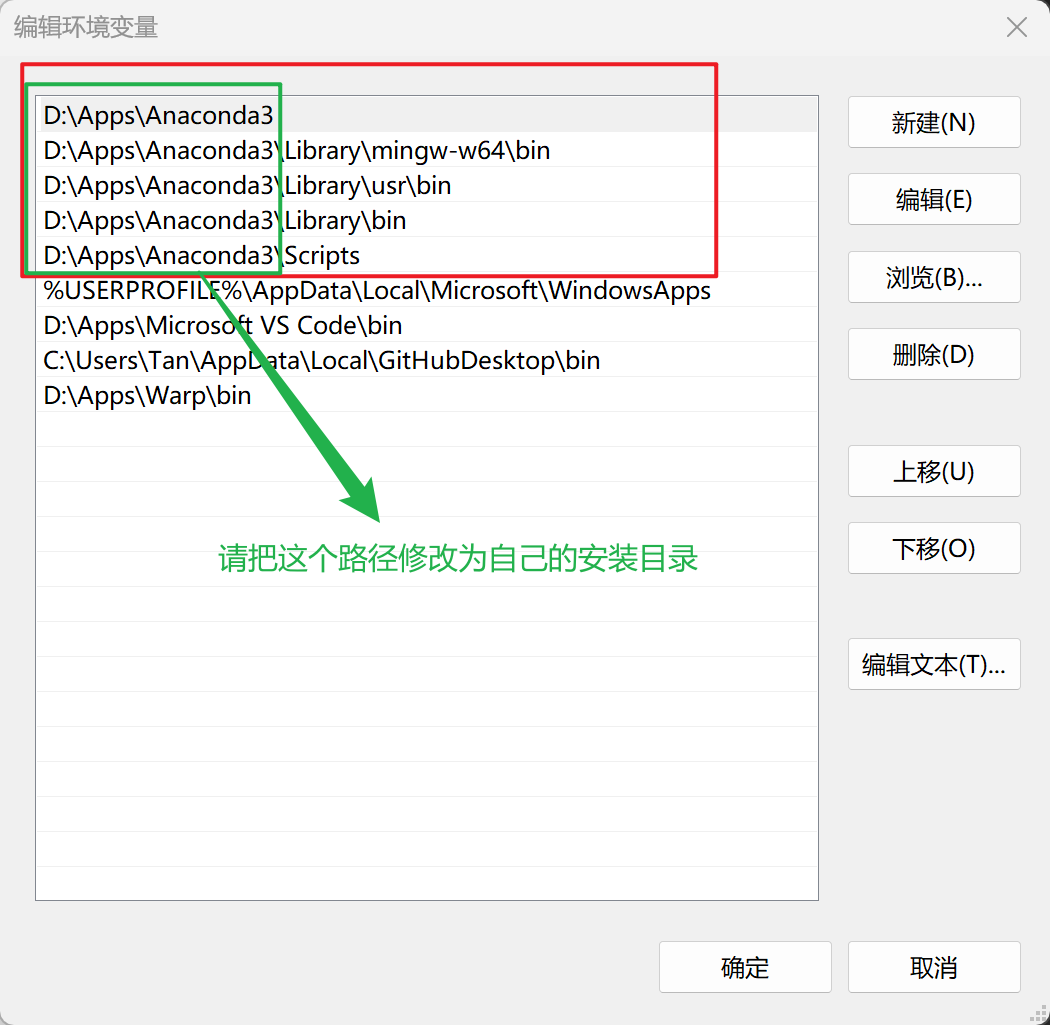 编辑环境变量
D:\Apps\Anaconda3
D:\Apps\Anaconda3\Library\mingw-w64\bin
D:\Apps\Anaconda3\Library\usr\bin
D:\Apps\Anaconda3\Library\bin
D:\Apps\Anaconda3\Scripts
%USERPROFILE%\AppData\Local\Microsoft\WindowsApps
D:\Apps\Microsoft VS Code\bin
C:\Users\Tan\AppData\Local\GitHubDesktop\bin
D:\Apps\Warp\bin
请把这个路径修改为自己的安装目录
新建(N)
编辑(E)
浏览(B)...
删除(D)
上移(U)
下移(O)
编辑文本(T)...
确定
取消